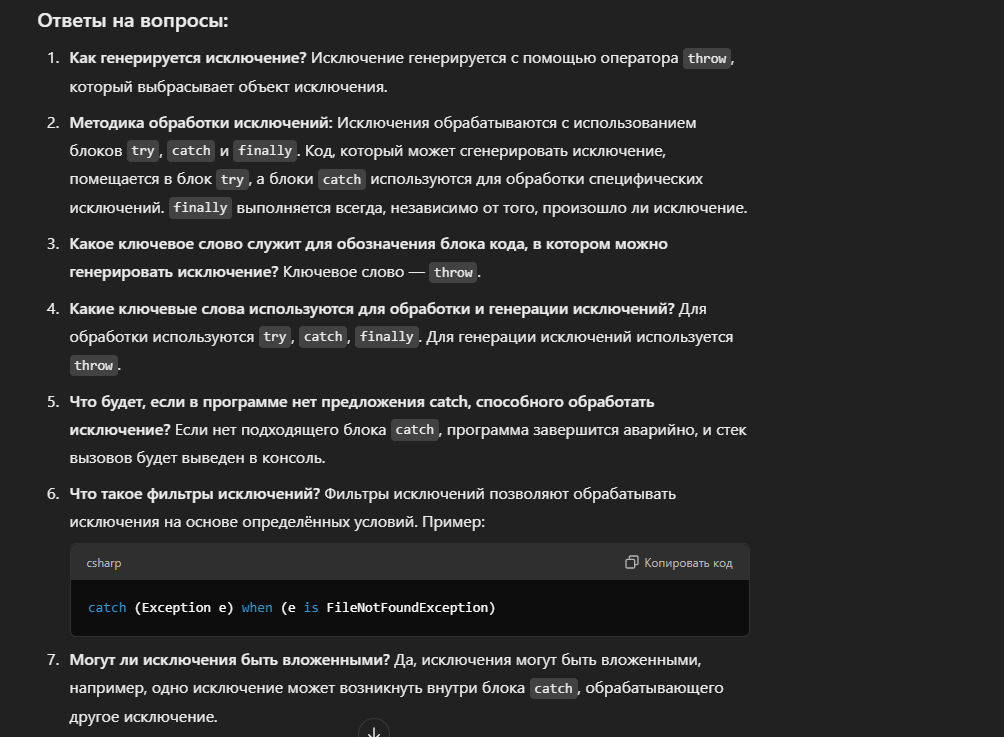 Ответы на вопросы:
1. Как генерируется исключение? Исключение генерируется с помощью оператора throw,
который выбрасывает объект исключения.
2. Методика обработки исключений: Исключения обрабатываются с использованием
блоков try, catch и finally. Код, который может сгенерировать исключение,
помещается в блок try, а блоки catch используются для обработки специфических
исключений. finally выполняется всегда, независимо от того, произошло ли исключение.
3. Какое ключевое слово служит для обозначения блока кода, в котором можно
генерировать исключение? Ключевое слово — throw.
4. Какие ключевые слова используются для обработки и генерации исключений? Для
обработки используются try, catch, finally. Для генерации исключений используется
throw.
5. Что будет, если в программе нет предложения catch, способного обработать
исключение? Если нет подходящего блока catch, программа завершится аварийно, и стек
вызовов будет выведен в консоль.
6. Что такое фильтры исключений? Фильтры исключений позволяют обрабатывать
исключения на основе определённых условий. Пример:
csharp Копировать код
catch (Exception e) when (e is FileNotFoundException)
7. Могут ли исключения быть вложенными? Да, исключения могут быть вложенными,
например, одно исключение может возникнуть внутри блока catch, обрабатывающего
другое исключение.